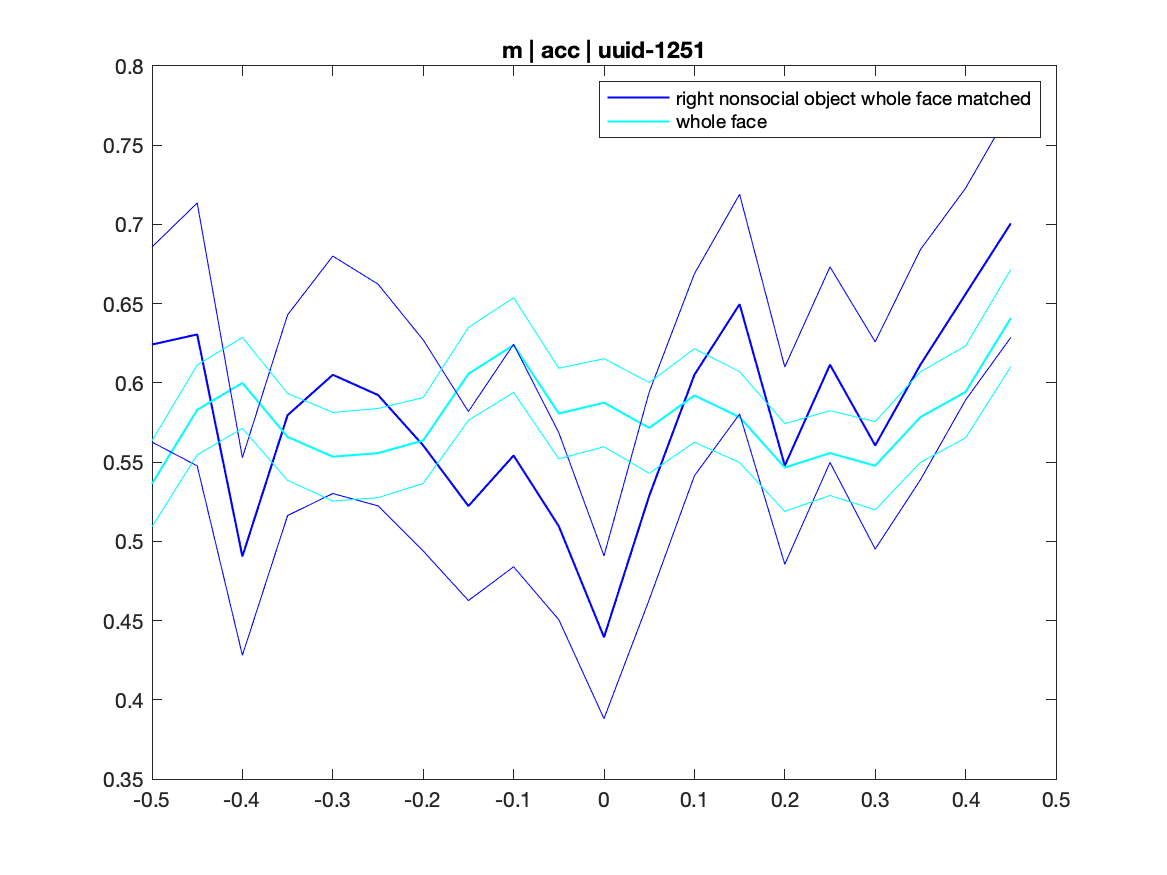 m | acc | uuid-1251
right nonsocial object whole face matched
whole face
0.8
0.75
0.7
0.65
0.6
0.55
0.5
0.45
0.4
0.35
-0.5 -0.4 -0.3 -0.2 -0.1 0 0.1 0.2 0.3 0.4 0.5